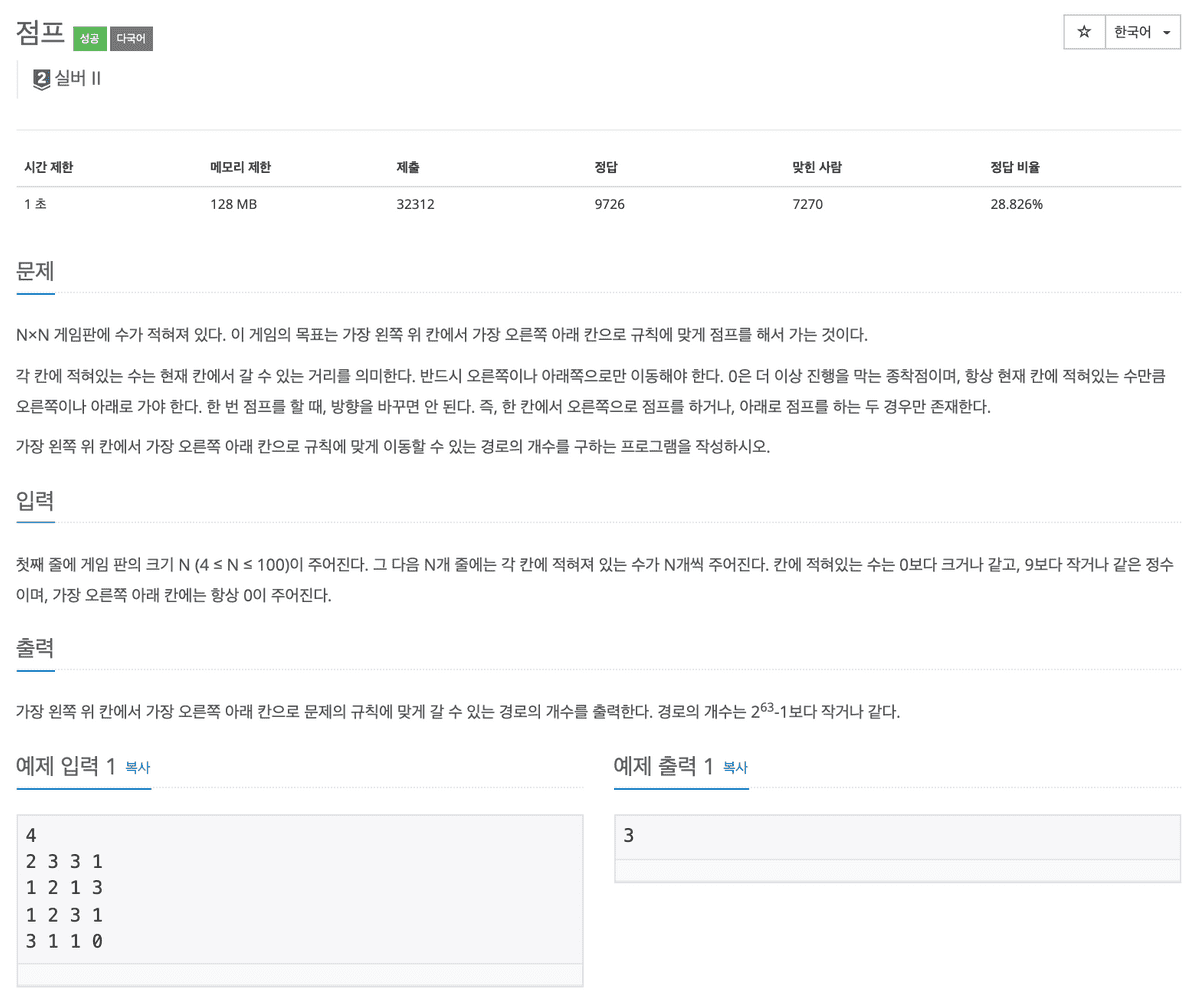 점프 성공 다국어
☆ 한국어
2 실버 II
시간 제한 메모리 제한 제출 정답 맞힌 사람 정답 비율
1 초 128 MB 32312 9726 7270 28.826%
문제
N×N 게임판에 수가 적혀져 있다. 이 게임의 목표는 가장 왼쪽 위 칸에서 가장 오른쪽 아래 칸으로 규칙에 맞게 점프를 해서 가는 것이다.
각 칸에 적혀있는 수는 현재 칸에서 갈 수 있는 거리를 의미한다. 반드시 오른쪽이나 아래쪽으로만 이동해야 한다. 0은 더 이상 진행을 막는 종착점이며, 항상 현재 칸에 적혀있는 수만큼
오른쪽이나 아래로 가야 한다. 한 번 점프를 할 때, 방향을 바꾸면 안 된다. 즉, 한 칸에서 오른쪽으로 점프를 하거나, 아래로 점프를 하는 두 경우만 존재한다.
가장 왼쪽 위 칸에서 가장 오른쪽 아래 칸으로 규칙에 맞게 이동할 수 있는 경로의 개수를 구하는 프로그램을 작성하시오.
입력
첫째 줄에 게임 판의 크기 N (4 ≤ N ≤ 100)이 주어진다. 그 다음 N개 줄에는 각 칸에 적혀져 있는 수가 N개씩 주어진다. 칸에 적혀있는 수는 0보다 크거나 같고, 9보다 작거나 같은 정수
이며, 가장 오른쪽 아래 칸에는 항상 0이 주어진다.
출력
가장 왼쪽 위 칸에서 가장 오른쪽 아래 칸으로 문제의 규칙에 맞게 갈 수 있는 경로의 개수를 출력한다. 경로의 개수는 2⁶³-1보다 작거나 같다.
예제 입력 1 복사
4
2 3 3 1
1 2 1 3
1 2 3 1
3 1 1 0
예제 출력 1 복사
3